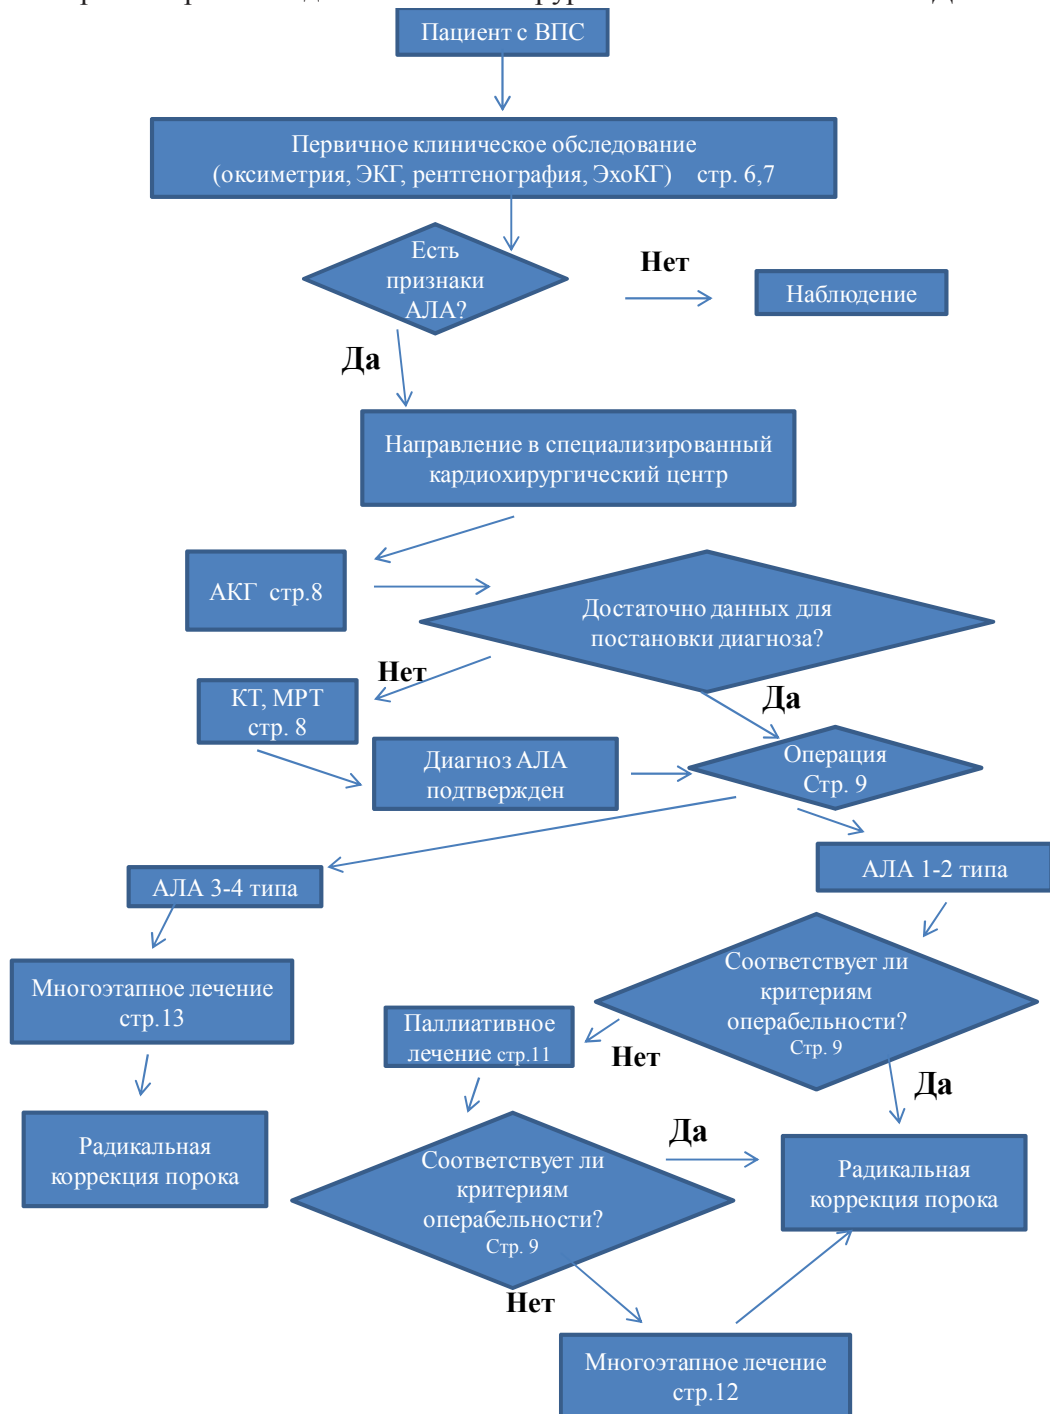 Пациент с ВПС
Первичное клиническое обследование
(оксиметрия, ЭКГ, рентгенография, ЭхоКГ) стр. 6,7
Есть
признаки
АЛА?
Нет
Наблюдение
Да
Направление в специализированный
кардиохирургический центр
АКГ стр.8
Достаточно данных для
постановки диагноза?
Нет
Да
КТ, МРТ
стр. 8
Диагноз АЛА
подтвержден
Операция
Стр. 9
АЛА 3-4 типа
АЛА 1-2 типа
Многоэтапное лечение
стр.13
Соответствует ли
критериям
операбельности?
Стр. 9
Паллиативное
лечение стр.11
Нет
Да
Радикальная
коррекция порока
Соответствует ли
критериям
операбельности?
Стр. 9
Да
Радикальная
коррекция порока
Нет
Многоэтапное лечение
стр.12